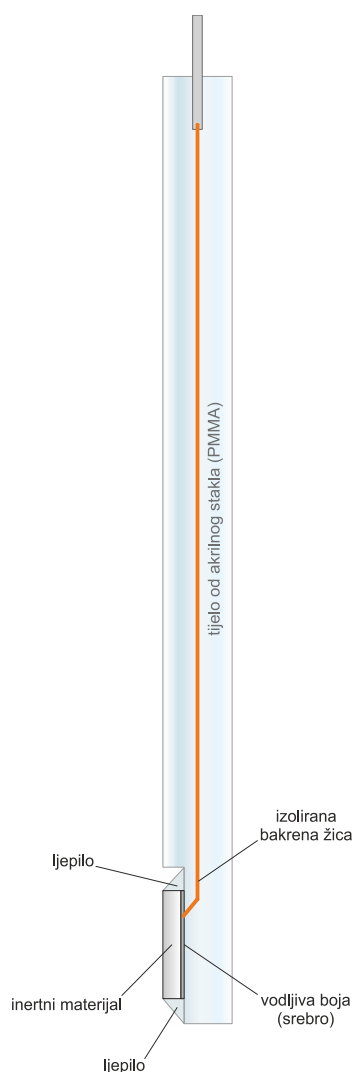 tijelo od akrilnog stakla (PMMA)
izolirana
bakrena žica
ljepilo
inertni materijal
vodljiva boja
(srebro)
ljepilo